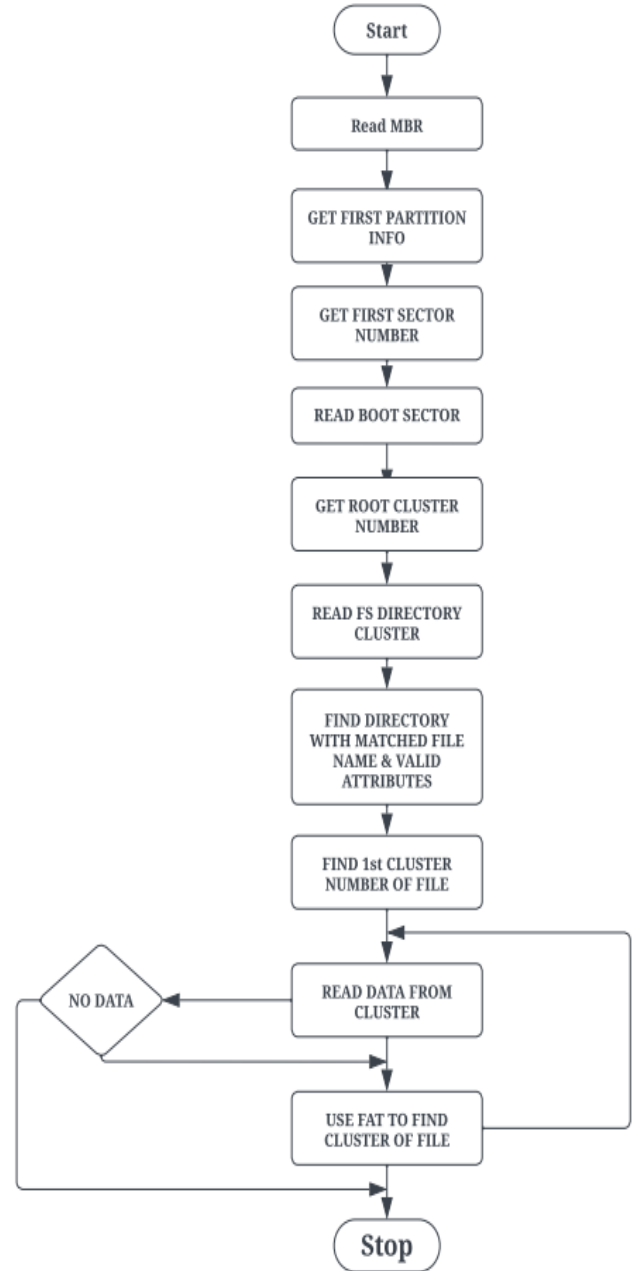 Start
Read MBR
GET FIRST PARTITION
INFO
GET FIRST SECTOR
NUMBER
READ BOOT SECTOR
GET ROOT CLUSTER
NUMBER
READ FS DIRECTORY
CLUSTER
FIND DIRECTORY
WITH MATCHED FILE
NAME & VALID
ATTRIBUTES
FIND 1st CLUSTER
NUMBER OF FILE
NO DATA
READ DATA FROM
CLUSTER
USE FAT TO FIND
CLUSTER OF FILE
Stop